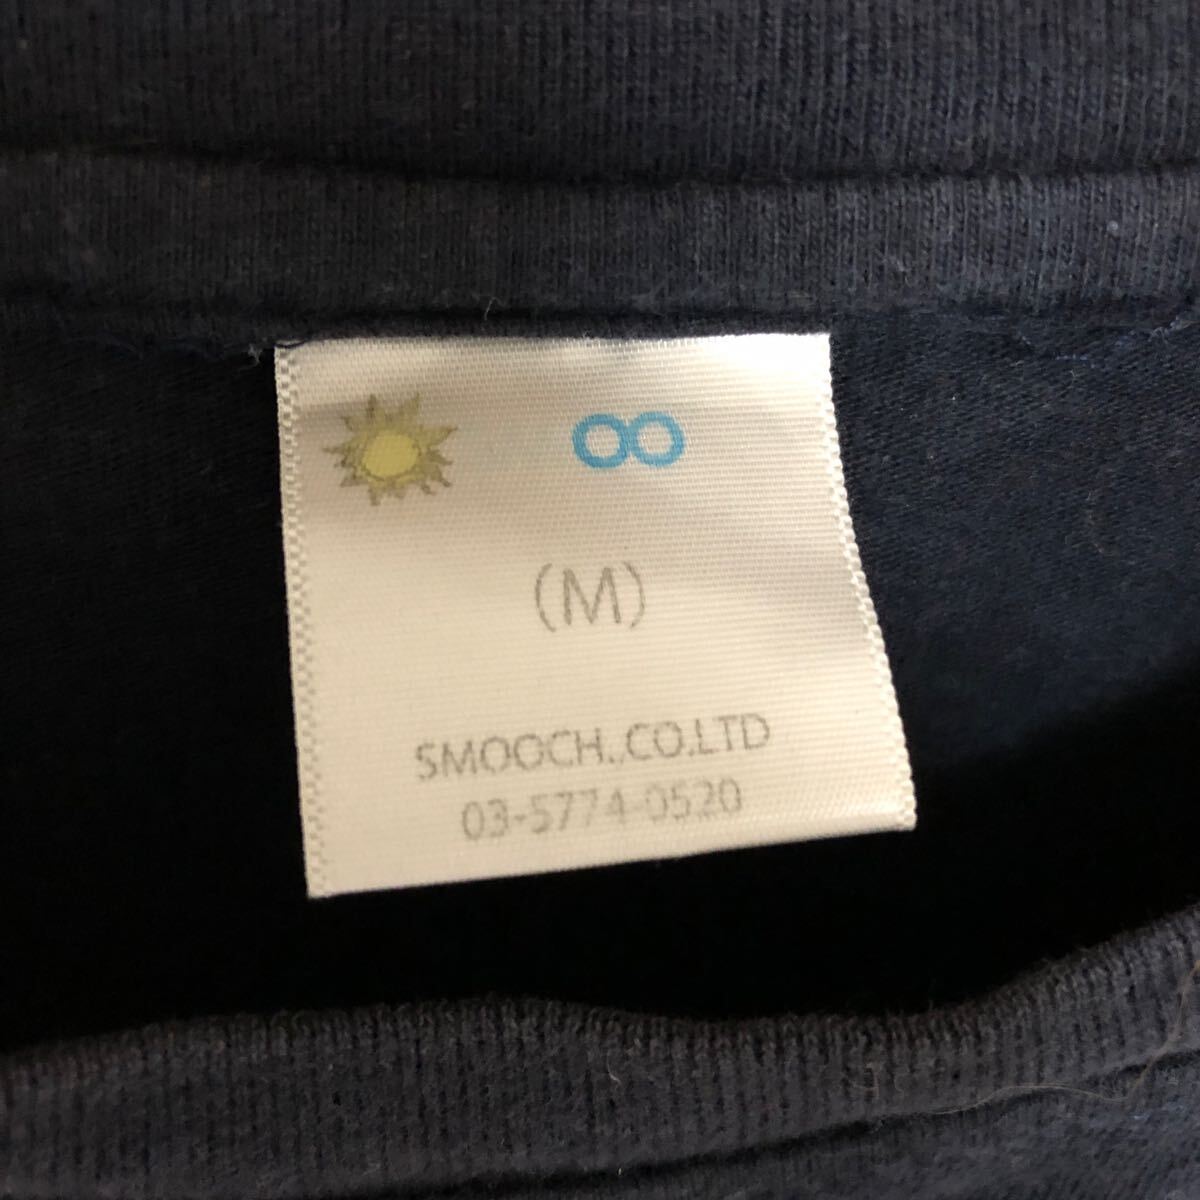 (M)
SMOOCH.,CO.LTD
03-5774-0520